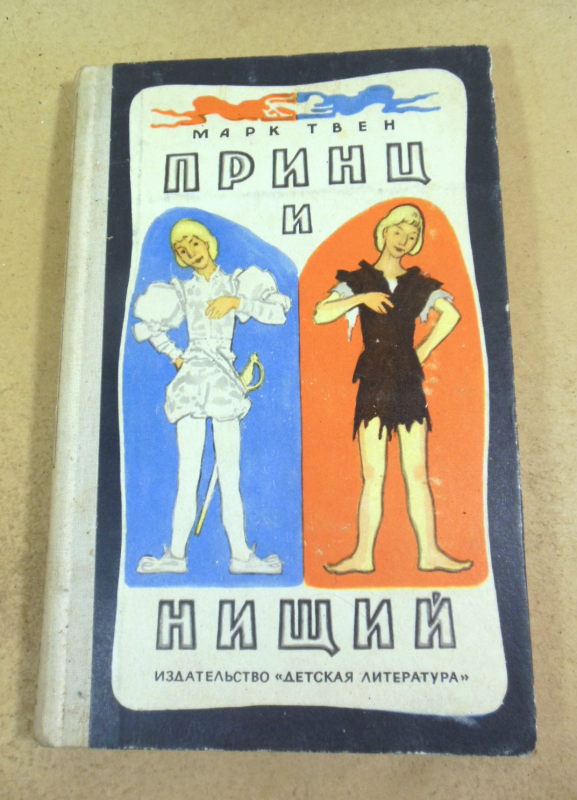 МАРК ТВЕН
ПРИНЦ
И
НИЩИЙ
ИЗДАТЕЛЬСТВО «ДЕТСКАЯ ЛИТЕРАТУРА»